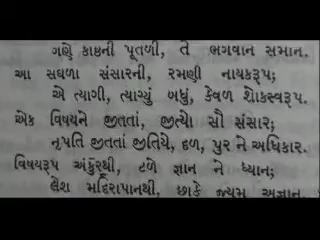 ગણે કાષ્ઠની પૂતળી, તે ભગવાન સમાન.
આ સઘળા સંસારની, રમણી નાયકરૂપ;
એ ત્યાગી, ત્યાગ્યું બધું, કેવળ શોકસ્વરૂપ.
એક વિષયને જીતતાં, જીત્યો સૌ સંસાર;
નૃપતિ જીતતાં જીતિયે, દળ, પુર ને અધિકાર.
વિષયરૂપ અંકુરથી, ટળે જ્ઞાન ને ધ્યાન;
લેશ મદિરાપાનથી, છાકે જ્યમ અજ્ઞાન.